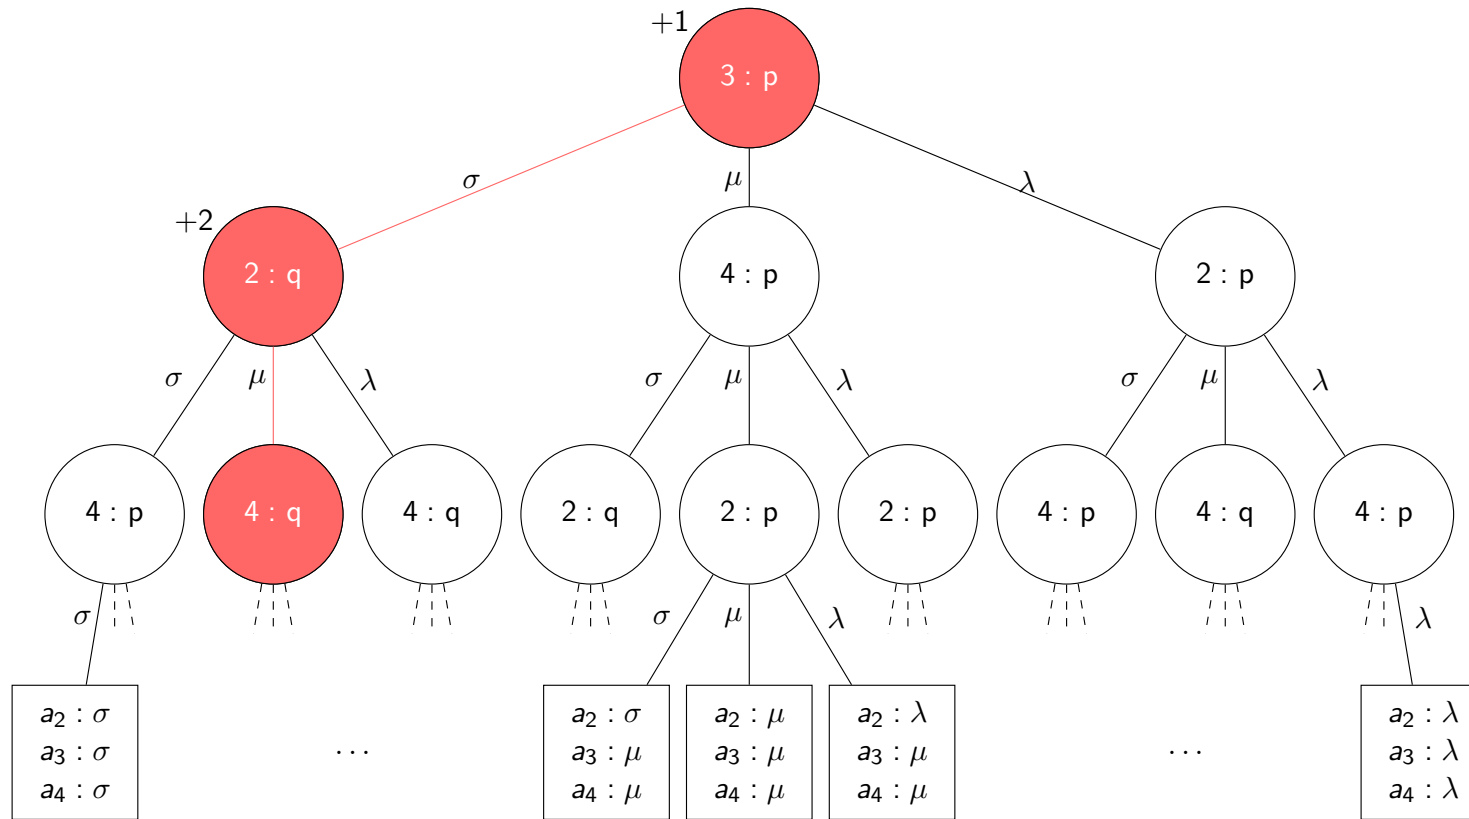 +1
3 : p
σ μ λ
+2
2 : q 4 : p 2 : p
σ μ λ σ μ λ σ μ λ
4 : p 4 : q 4 : q 2 : q 2 : p 2 : p 4 : p 4 : q 4 : p
σ σ μ λ λ
a₂ : σ a₂ : σ a₂ : μ a₂ : λ a₂ : λ
a₃ : σ ... a₃ : μ a₃ : μ a₃ : μ ... a₃ : λ
a₄ : σ a₄ : μ a₄ : μ a₄ : μ a₄ : λ